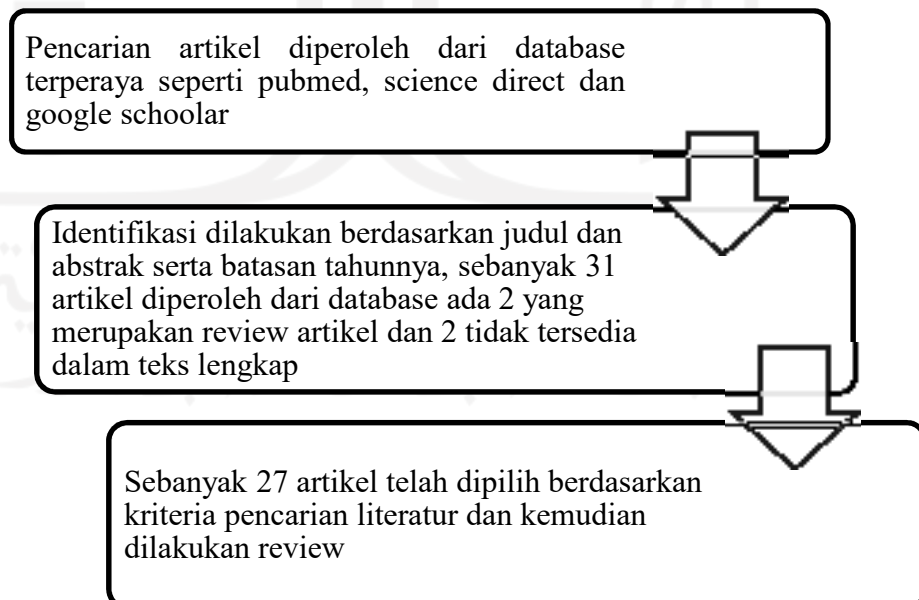 Pencarian artikel diperoleh dari database
terperaya seperti pubmed, science direct dan
google schoolar
Identifikasi dilakukan berdasarkan judul dan
abstrak serta batasan tahunnya, sebanyak 31
artikel diperoleh dari database ada 2 yang
merupakan review artikel dan 2 tidak tersedia
dalam teks lengkap
Sebanyak 27 artikel telah dipilih berdasarkan
kriteria pencarian literatur dan kemudian
dilakukan review